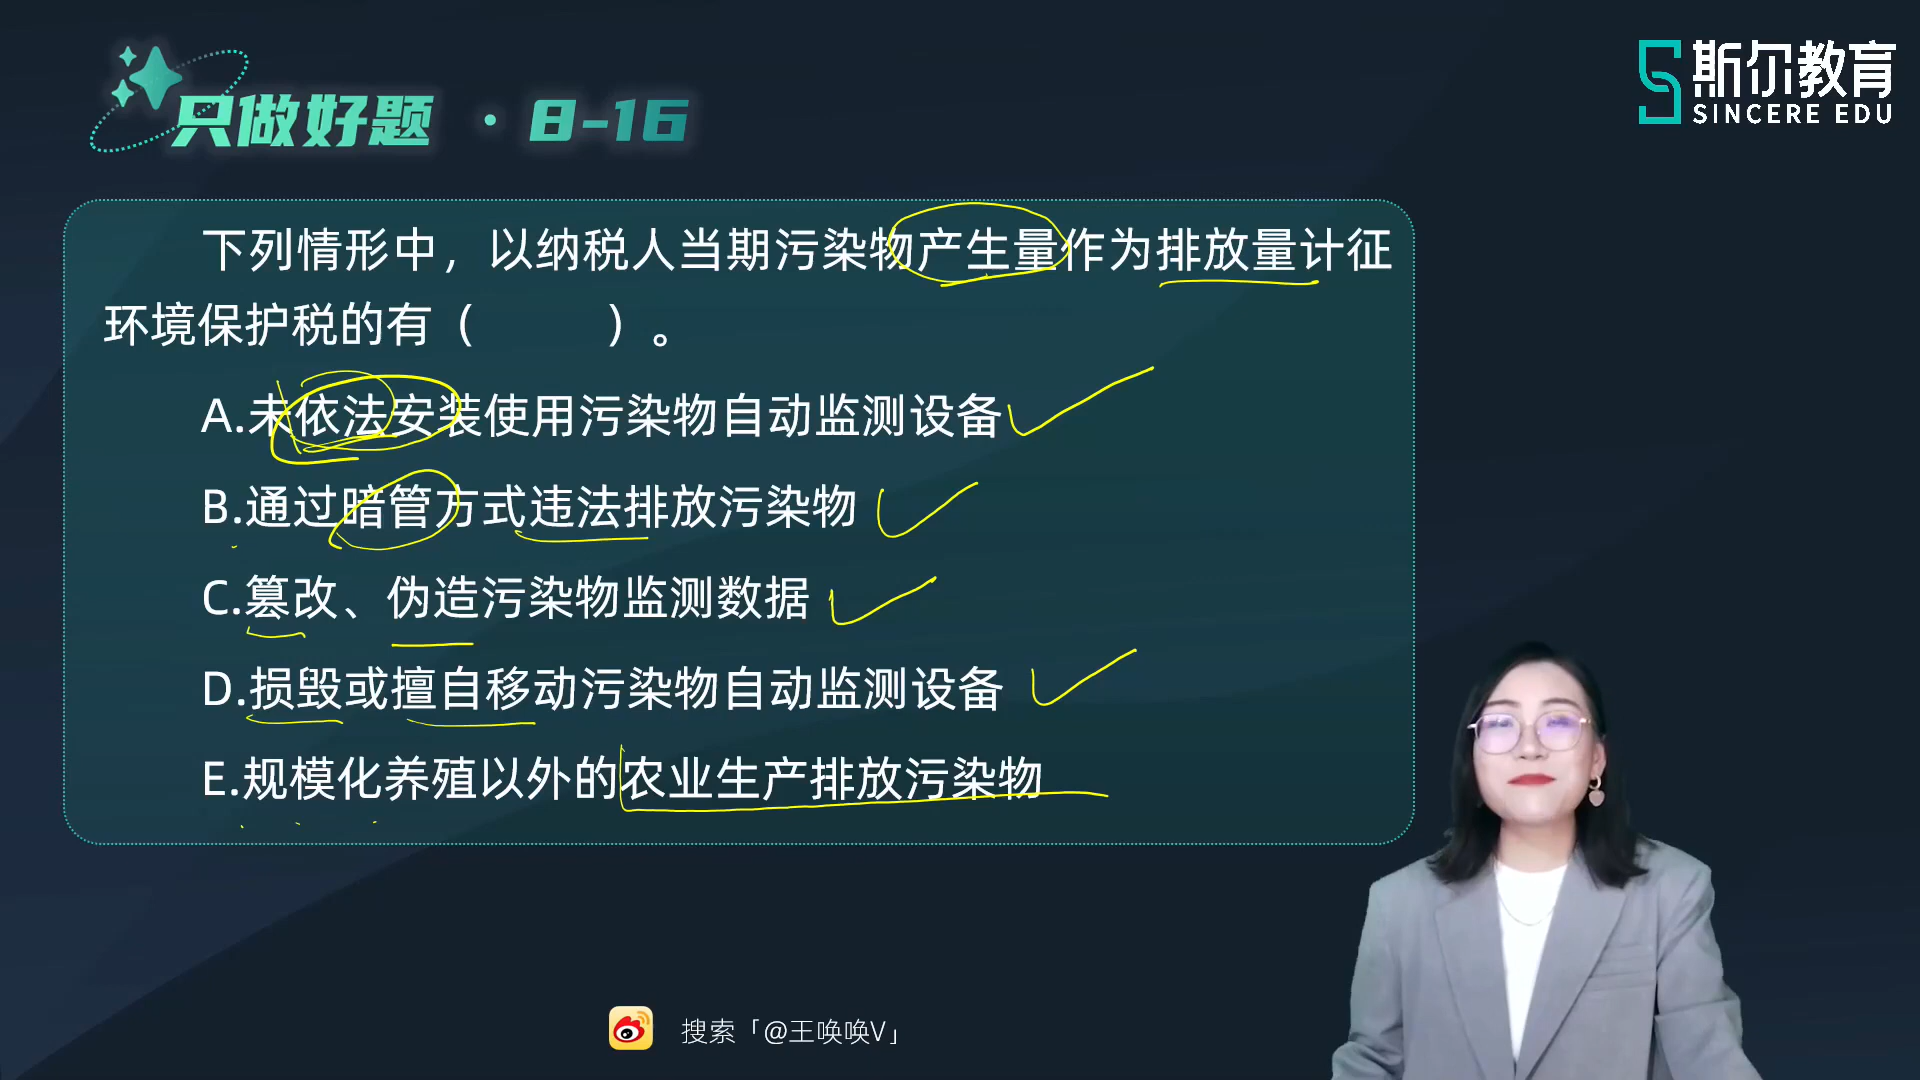 只做好题 · 8-16
斯尔教育
SINCERE EDU
下列情形中，以纳税人当期污染物产生量作为排放量计征
环境保护税的有（　　）。
A.未依法安装使用污染物自动监测设备
B.通过暗管方式违法排放污染物
C.篡改、伪造污染物监测数据
D.损毁或擅自移动污染物自动监测设备
E.规模化养殖以外的农业生产排放污染物
搜索「@王唤唤V」